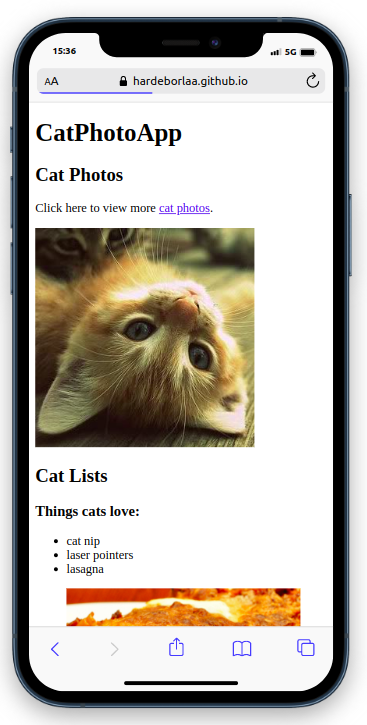 15:36
5G
AA
hardeborlaa.github.io
CatPhotoApp
Cat Photos
Click here to view more cat photos.
Cat Lists
Things cats love:
cat nip
laser pointers
lasagna